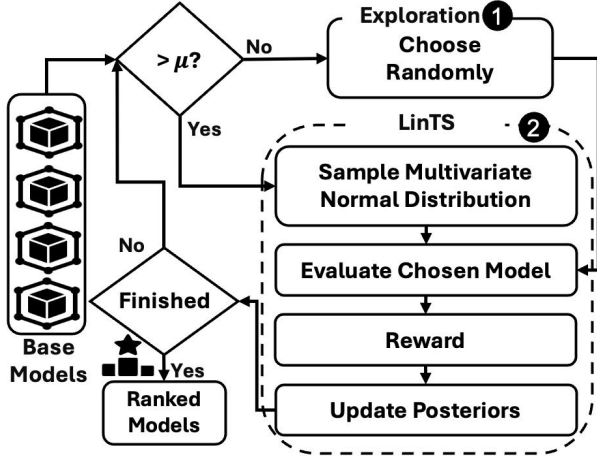 Exploration 1
> μ?
No
Choose
Randomly
Yes
LinTS
2
Sample Multivariate
Normal Distribution
No
Evaluate Chosen Model
Finished
Reward
Base
Models
Yes
Ranked
Models
Update Posteriors